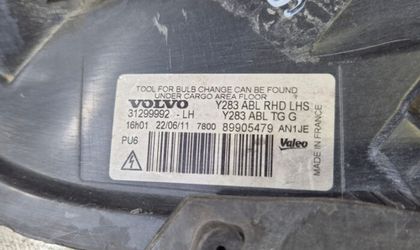 TOOL FOR BULB CHANGE CAN BE FOUND
UNDER CARGO AREA FLOOR
VOLVO Y283 ABL RHD LHS
31299992 - LH Y283 ABL TG G
16h01 22/06/11 7800 89905479 AN1JE
PU6
Valeo
MADE IN FRANCE